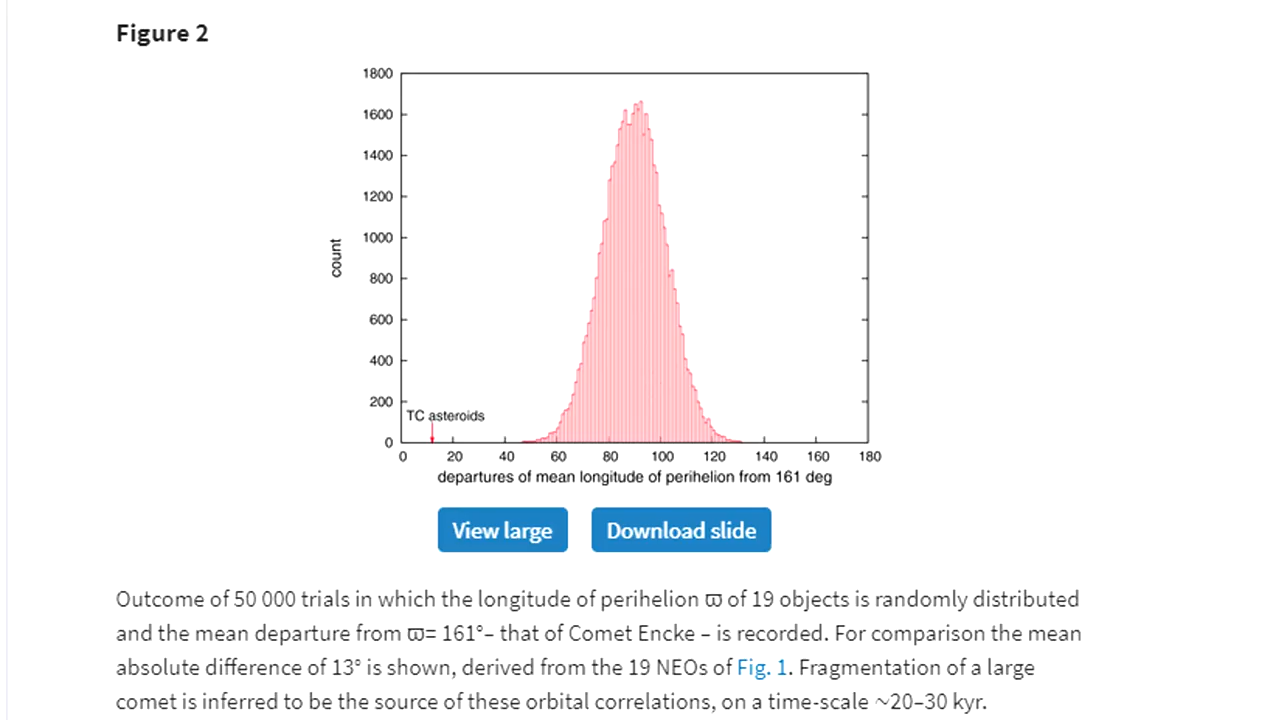 Figure 2
1800
1600
1400
1200
1000
800
600
400
200
0
count
TC asteroids
0 20 40 60 80 100 120 140 160 180
departures of mean longitude of perihelion from 161 deg
View large Download slide
Outcome of 50 000 trials in which the longitude of perihelion ϖ of 19 objects is randomly distributed
and the mean departure from ϖ= 161°– that of Comet Encke – is recorded. For comparison the mean
absolute difference of 13° is shown, derived from the 19 NEOs of Fig. 1. Fragmentation of a large
comet is inferred to be the source of these orbital correlations, on a time-scale ~20–30 kyr.